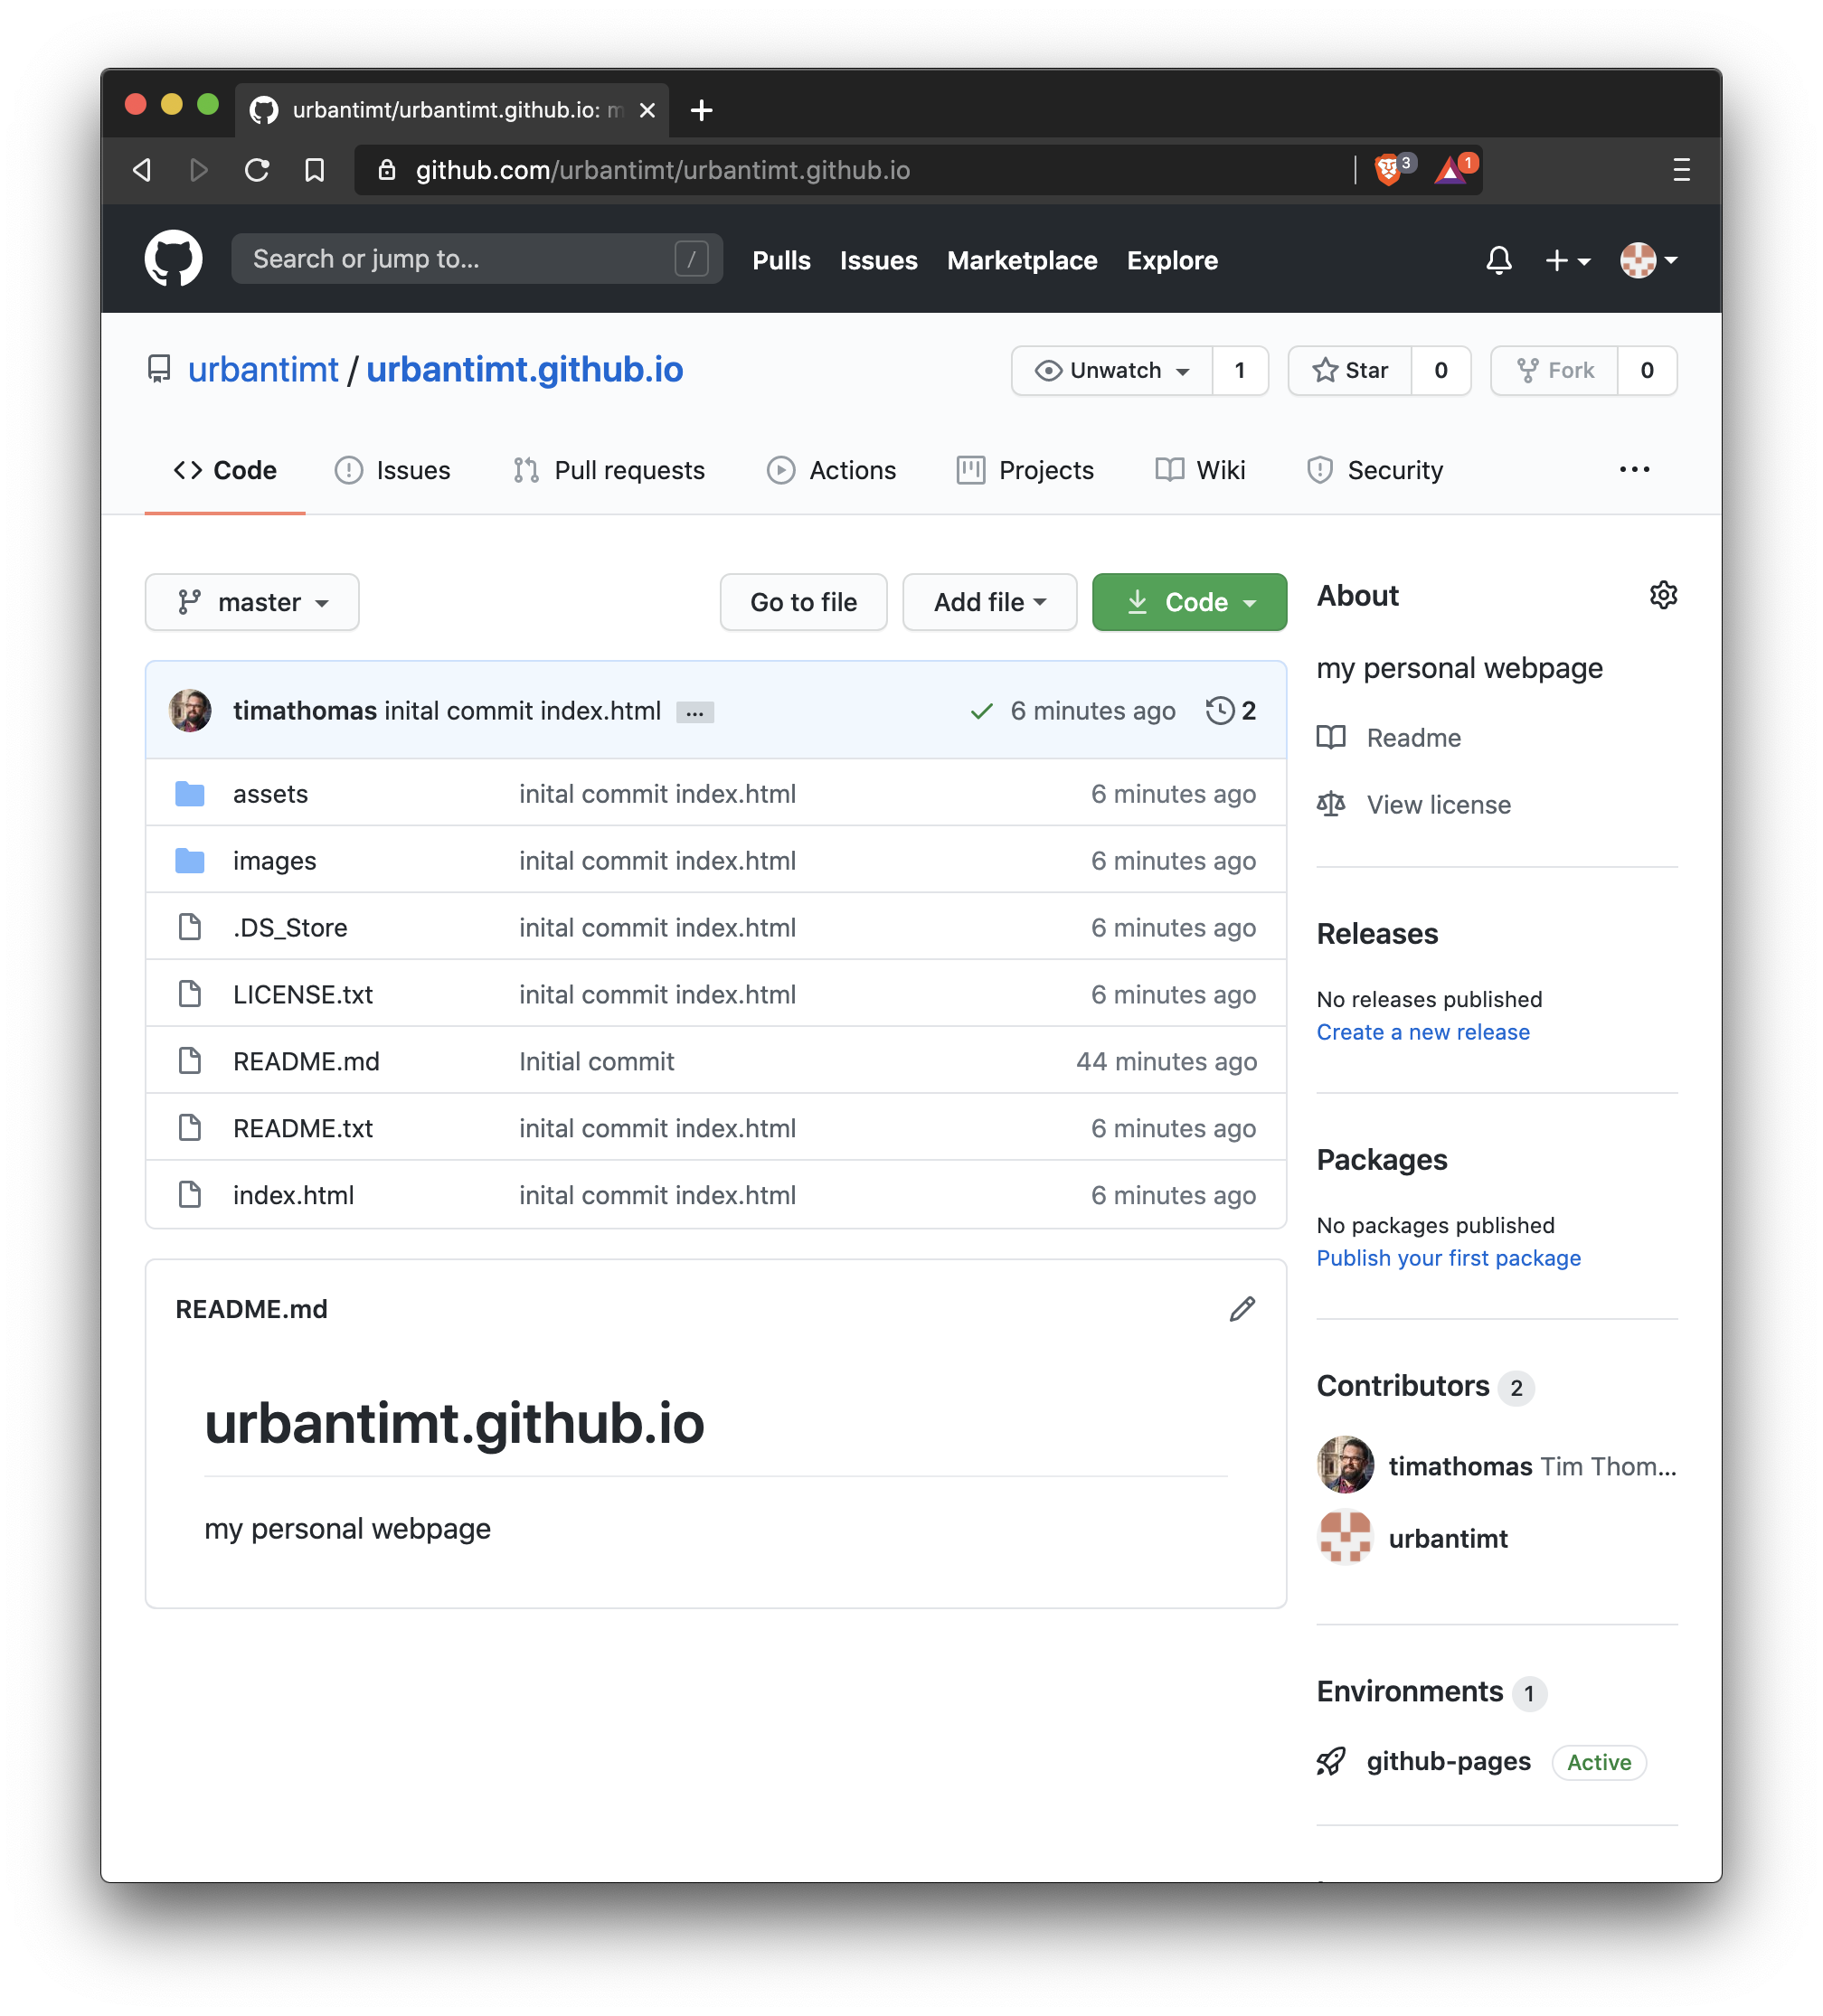 urbantimt/urbantimt.github.io: m
github.com/urbantimt/urbantimt.github.io 3 1
Search or jump to... / Pulls Issues Marketplace Explore
urbantimt / urbantimt.github.io Unwatch 1 Star 0 Fork 0
Code Issues Pull requests Actions Projects Wiki Security ...
master Go to file Add file Code
timathomas inital commit index.html ... 6 minutes ago 2
assets inital commit index.html 6 minutes ago
images inital commit index.html 6 minutes ago
.DS_Store inital commit index.html 6 minutes ago
LICENSE.txt inital commit index.html 6 minutes ago
README.md Initial commit 44 minutes ago
README.txt inital commit index.html 6 minutes ago
index.html inital commit index.html 6 minutes ago
README.md
urbantimt.github.io
my personal webpage
About
my personal webpage
Readme
View license
Releases
No releases published
Create a new release
Packages
No packages published
Publish your first package
Contributors 2
timathomas Tim Thom...
urbantimt
Environments 1
github-pages Active